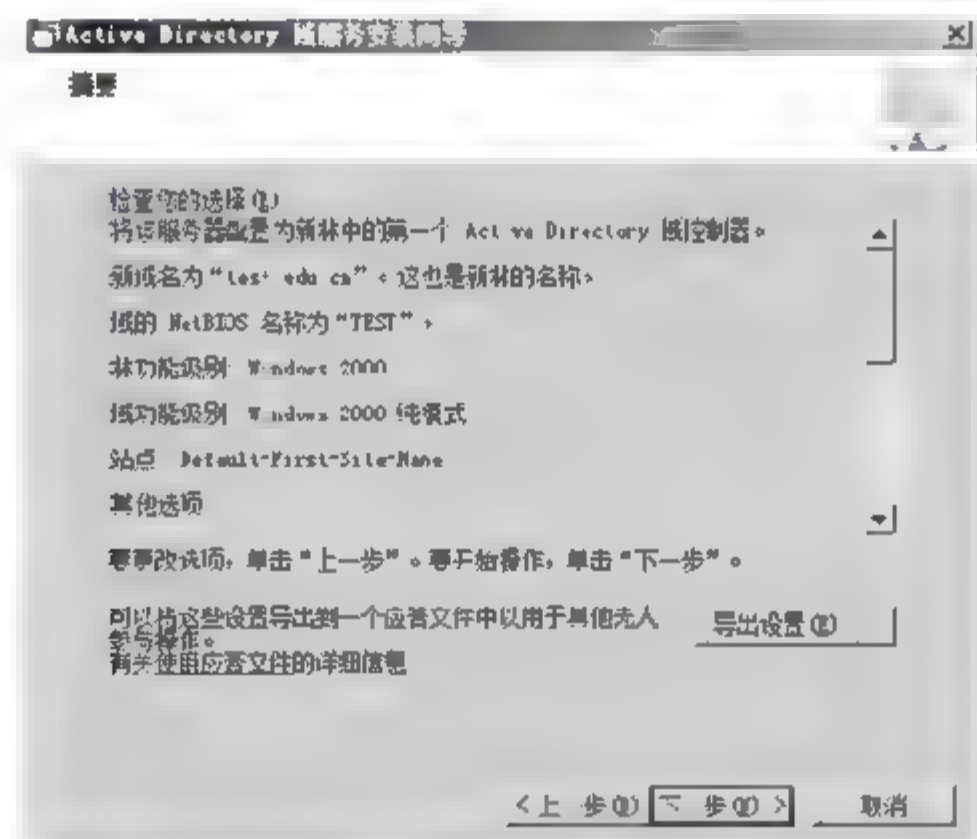 Active Directory 域服务安装向导
摘要
检查您的选择(R)
将该服务器配置为新林中的第一个 Active Directory 域控制器。
新域名为“test.edu.cn”。这也是新林的名称。
域的 NetBIOS 名称为“TEST”。
林功能级别: Windows 2000
域功能级别: Windows 2000 纯模式
站点: Default-First-Site-Name
其他选项
要更改选项，单击“上一步”。要开始操作，单击“下一步”。
可以将这些设置导出到一个应答文件中以用于其他无人
参与操作。
导出设置(E)
有关使用应答文件的详细信息
<上一步(B)
下一步(N) >
取消